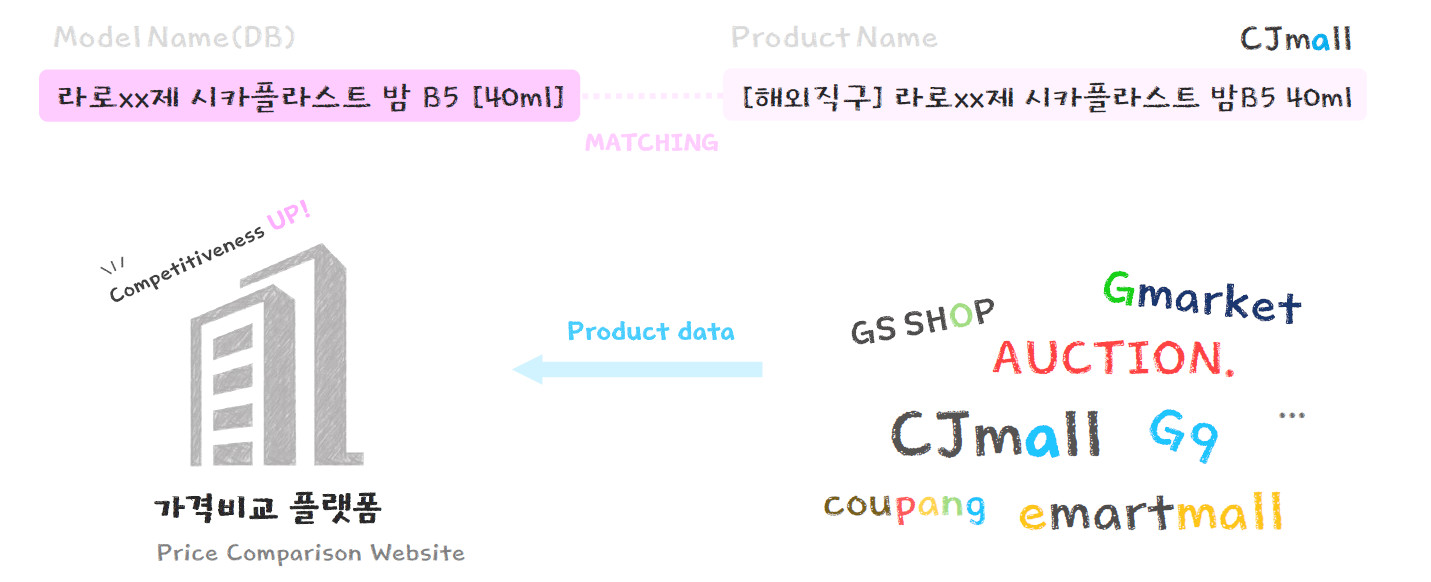 Model Name(DB)
Product Name
CJmall
라로xx제 시카플라스트 밤 B5 [40ml]
[해외직구] 라로xx제 시카플라스트 밤B5 40ml
MATCHING
Competitiveness UP!
Product data
GS SHOP
Gmarket
AUCTION.
CJmall
G9
...
coupang
emartmall
가격비교 플랫폼
Price Comparison Website